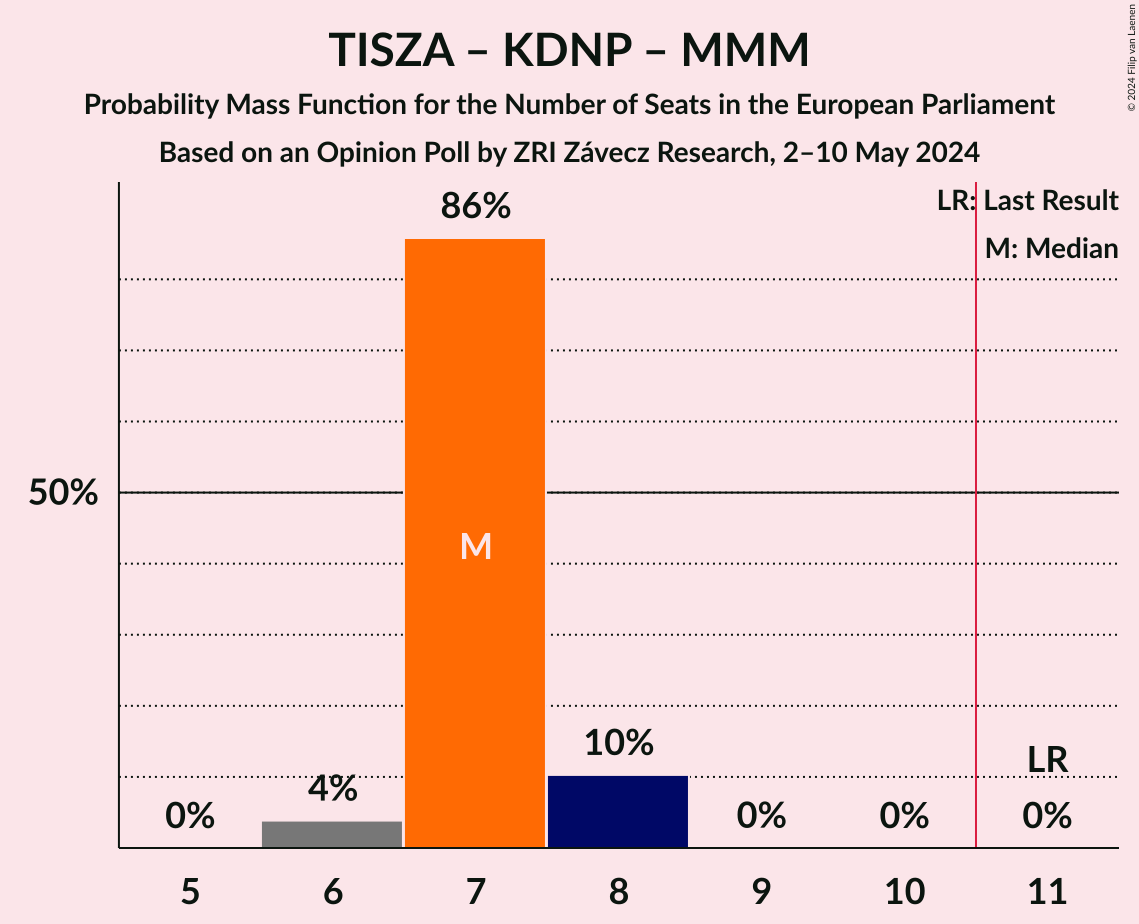 TISZA – KDNP – MMM
Probability Mass Function for the Number of Seats in the European Parliament
Based on an Opinion Poll by ZRI Závecz Research, 2–10 May 2024
© 2024 Filip van Laenen
LR: Last Result
M: Median
86%
50%
M
10%
4%
LR
0%
0%
0%
0%
5
6
7
8
9
10
11